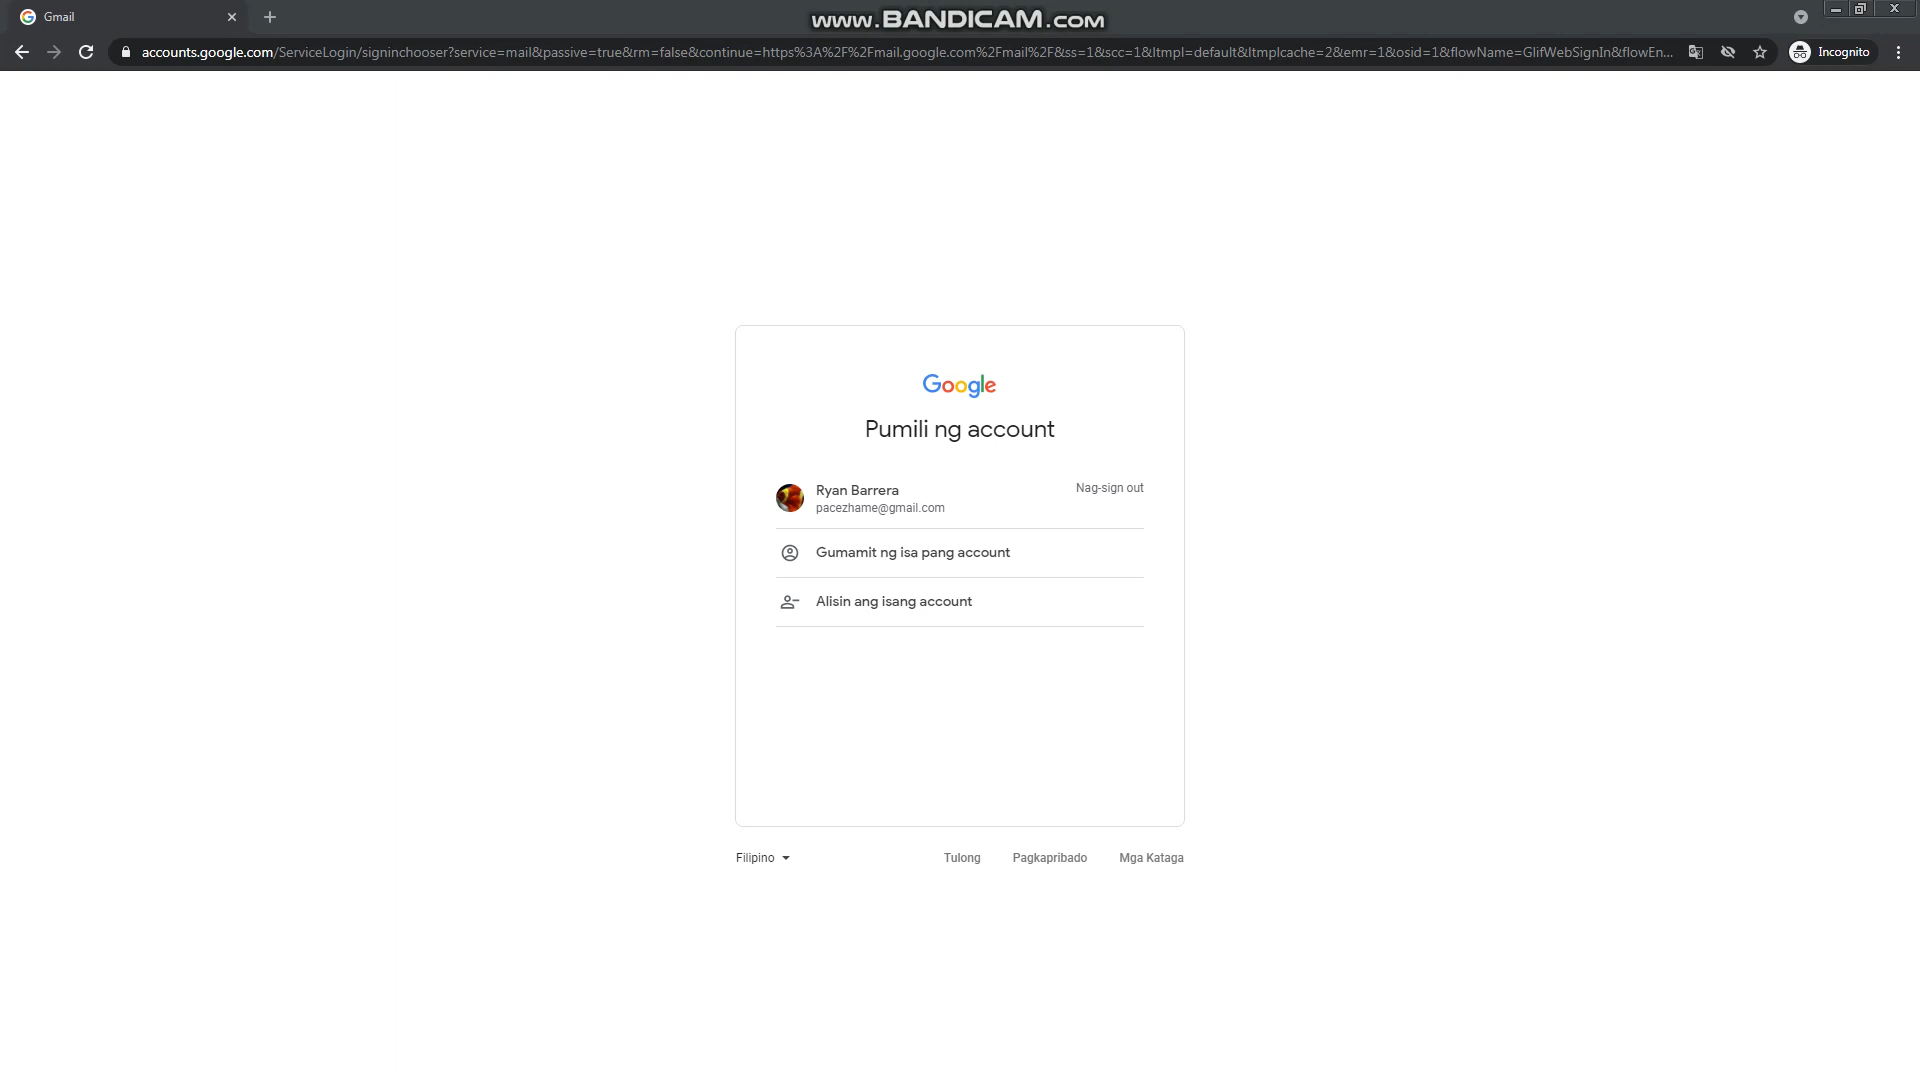 Gmail
www.BANDICAM.com
accounts.google.com/ServiceLogin/signinchooser?service=mail&passive=true&rm=false&continue=https%3A%2F%2Fmail.google.com%2Fmail%2F&ss=1&scc=1&ltmpl=default&ltmplcache=2&emr=1&osid=1&flowName=GlifWebSignIn&flowEn...
Incognito
Google
Pumili ng account
Ryan Barrera
Nag-sign out
pacezhame@gmail.com
Gumamit ng isa pang account
Alisin ang isang account
Filipino
Tulong
Pagkapribado
Mga Kataga